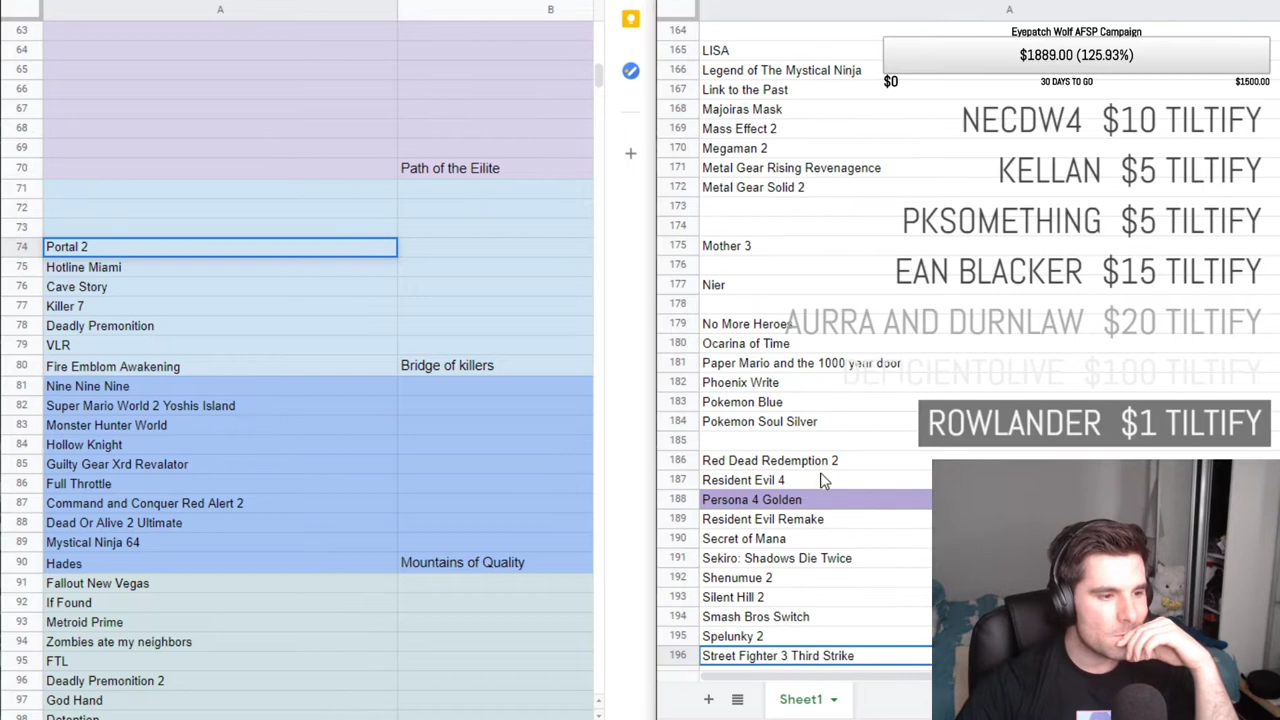 A
B
63
64
65
66
67
68
69
70 Path of the Eilite
71
72
73
74 Portal 2
75 Hotline Miami
76 Cave Story
77 Killer 7
78 Deadly Premonition
79 VLR
80 Fire Emblom Awakening Bridge of killers
81 Nine Nine Nine
82 Super Mario World 2 Yoshis Island
83 Monster Hunter World
84 Hollow Knight
85 Guilty Gear Xrd Revalator
86 Full Throttle
87 Command and Conquer Red Alert 2
88 Dead Or Alive 2 Ultimate
89 Mystical Ninja 64
90 Hades Mountains of Quality
91 Fallout New Vegas
92 If Found
93 Metroid Prime
94 Zombies ate my neighbors
95 FTL
96 Deadly Premonition 2
97 God Hand
98 Detention
A
164
165 LISA
166 Legend of The Mystical Ninja
167 Link to the Past
168 Majoiras Mask
169 Mass Effect 2
170 Megaman 2
171 Metal Gear Rising Revenagence
172 Metal Gear Solid 2
173
174
175 Mother 3
176
177 Nier
178
179 No More Heroes
180 Ocarina of Time
181 Paper Mario and the 1000 year door
182 Phoenix Write
183 Pokemon Blue
184 Pokemon Soul Silver
185
186 Red Dead Redemption 2
187 Resident Evil 4
188 Persona 4 Golden
189 Resident Evil Remake
190 Secret of Mana
191 Sekiro: Shadows Die Twice
192 Shenumue 2
193 Silent Hill 2
194 Smash Bros Switch
195 Spelunky 2
196 Street Fighter 3 Third Strike
Sheet1
Eyepatch Wolf AFSP Campaign
$1889.00 (125.93%)
$0 30 DAYS TO GO $1500.00
NECDW4 $10 TILTIFY
KELLAN $5 TILTIFY
PKSOMETHING $5 TILTIFY
EAN BLACKER $15 TILTIFY
AURRA AND DURNLAW $20 TILTIFY
DEFICIENTOLIVE $100 TILTIFY
ROWLANDER $1 TILTIFY